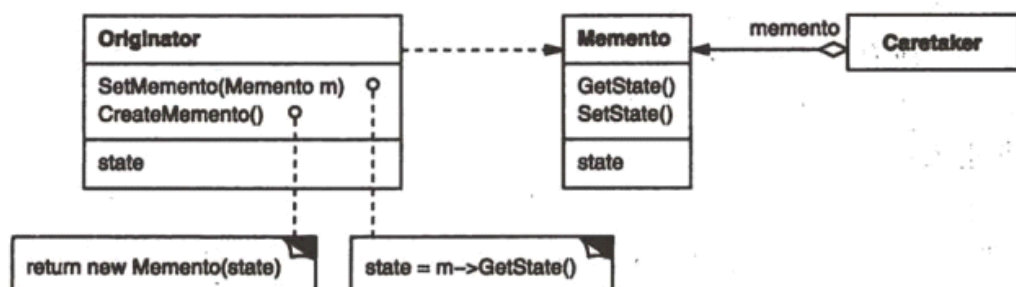 Originator
SetMemento(Memento m)
CreateMemento()
state
Memento
GetState()
SetState()
state
memento
Caretaker
return new Memento(state)
state = m–>GetState()